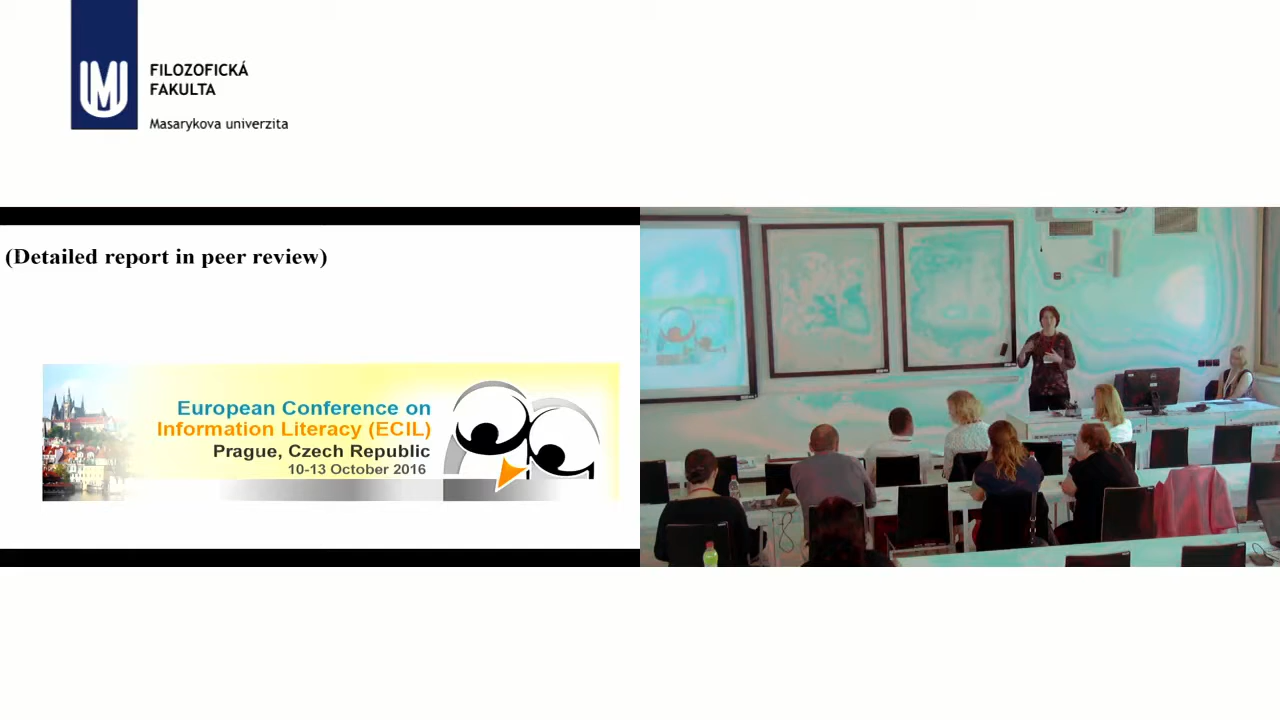 FILOZOFICKÁ
FAKULTA
Masarykova univerzita
(Detailed report in peer review)
European Conference on
Information Literacy (ECIL)
Prague, Czech Republic
10-13 October 2016